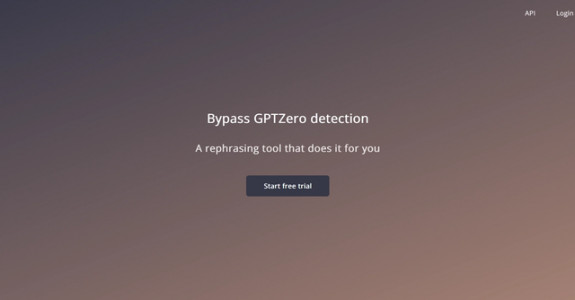 API Login
Bypass GPTZero detection
A rephrasing tool that does it for you
Start free trial